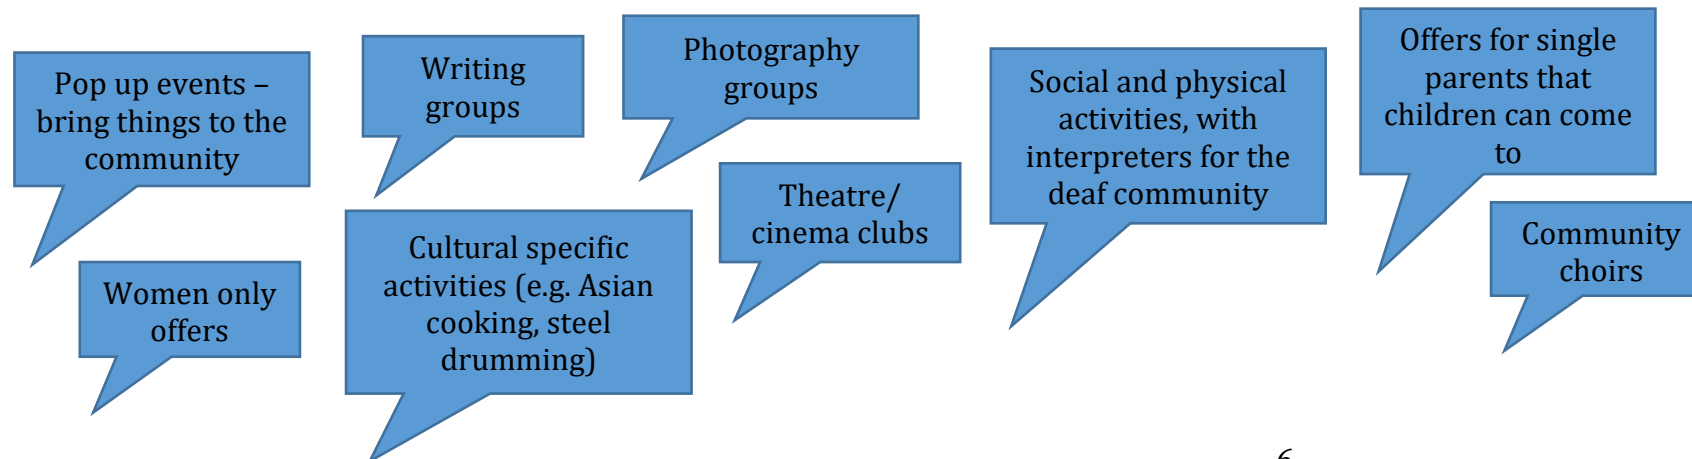 Pop up events –
bring things to the
community
Writing
groups
Photography
groups
Social and physical
activities, with
interpreters for the
deaf community
Offers for single
parents that
children can come
to
Women only
offers
Cultural specific
activities (e.g. Asian
cooking, steel
drumming)
Theatre/
cinema clubs
Community
choirs